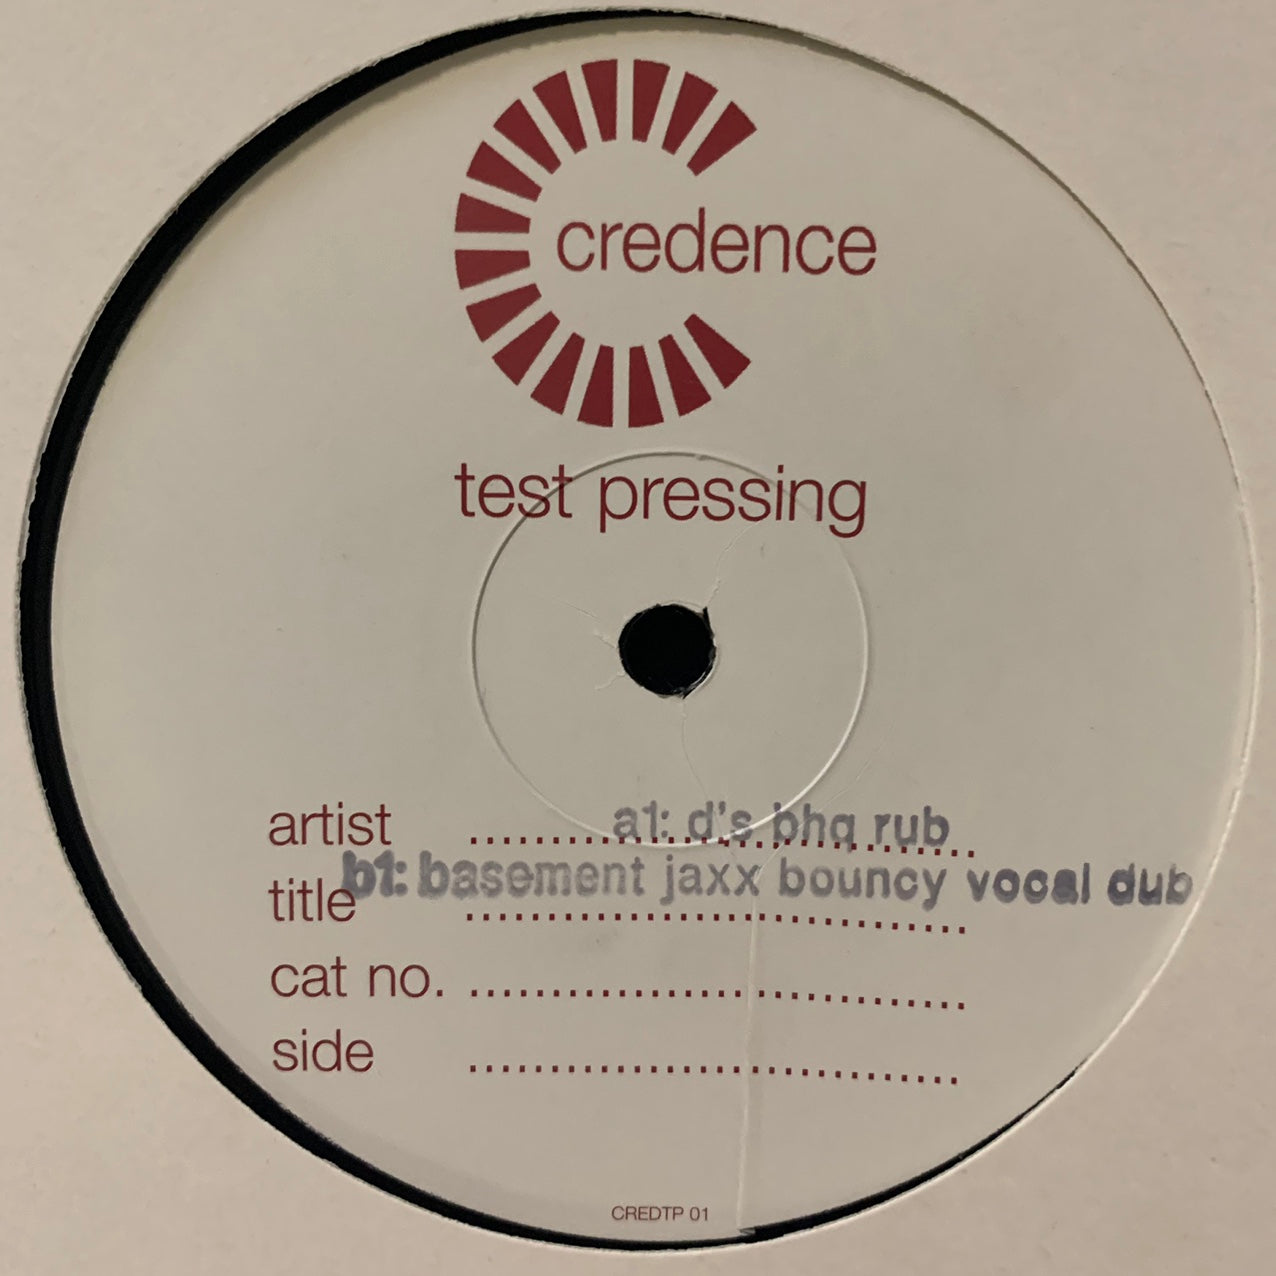 credence
test pressing
artist ..............................
a1: d's bhq rub
b1: basement jaxx bouncy vocal dub
title ..............................
cat no. ..............................
side ..............................
CREDTP 01